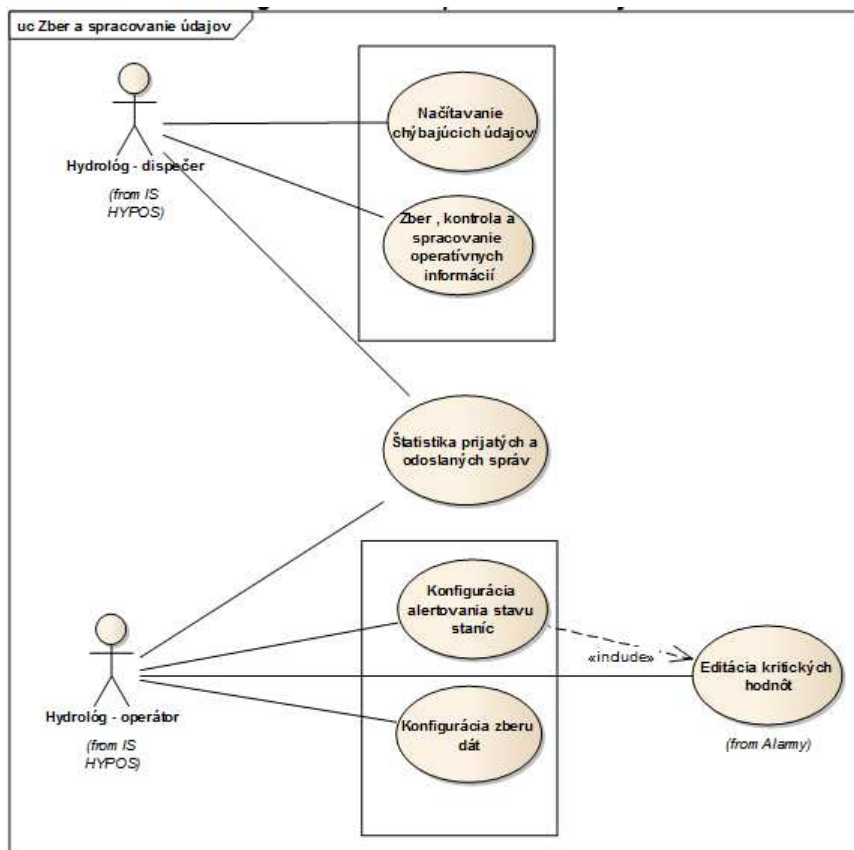 uc Zber a spracovanie údajov
Hydrológ - dispečer
(from IS
HYPOS)
Načítavanie
chýbajúcich údajov
Zber , kontrola a
spracovanie
operatívnych
informácií
Štatistika prijatých a
odoslaných správ
Konfigurácia
alertovania stavu
staníc
«include»
Editácia kritických
hodnôt
(from Alarmy)
Hydrológ - operátor
(from IS
HYPOS)
Konfigurácia zberu
dát